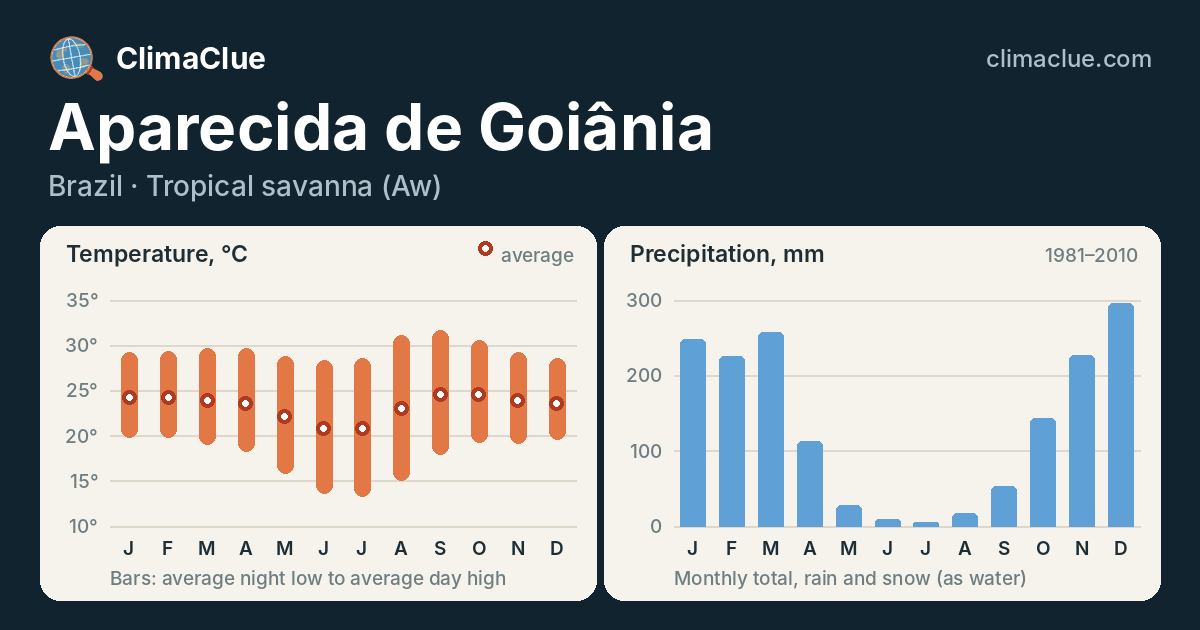 ClimaClue
climaclue.com
Aparecida de Goiânia
Brazil · Tropical savanna (Aw)
Temperature, °C
average
35°
30°
25°
20°
15°
10°
J F M A M J J A S O N D
Bars: average night low to average day high
Precipitation, mm
1981–2010
300
200
100
0
J F M A M J J A S O N D
Monthly total, rain and snow (as water)